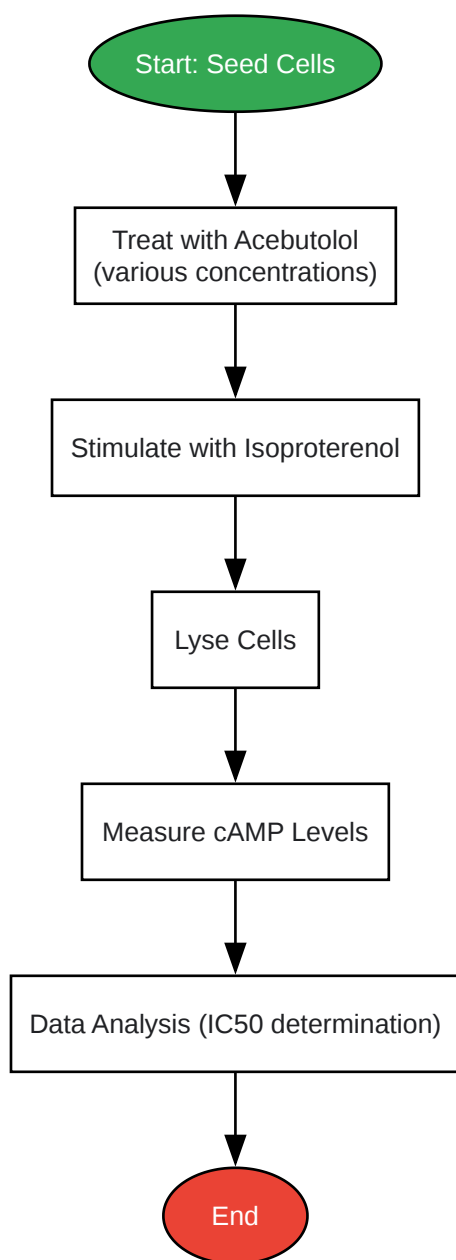 Start: Seed Cells
Treat with Acebutolol
(various concentrations)
Stimulate with Isoproterenol
Lyse Cells
Measure cAMP Levels
Data Analysis (IC50 determination)
End